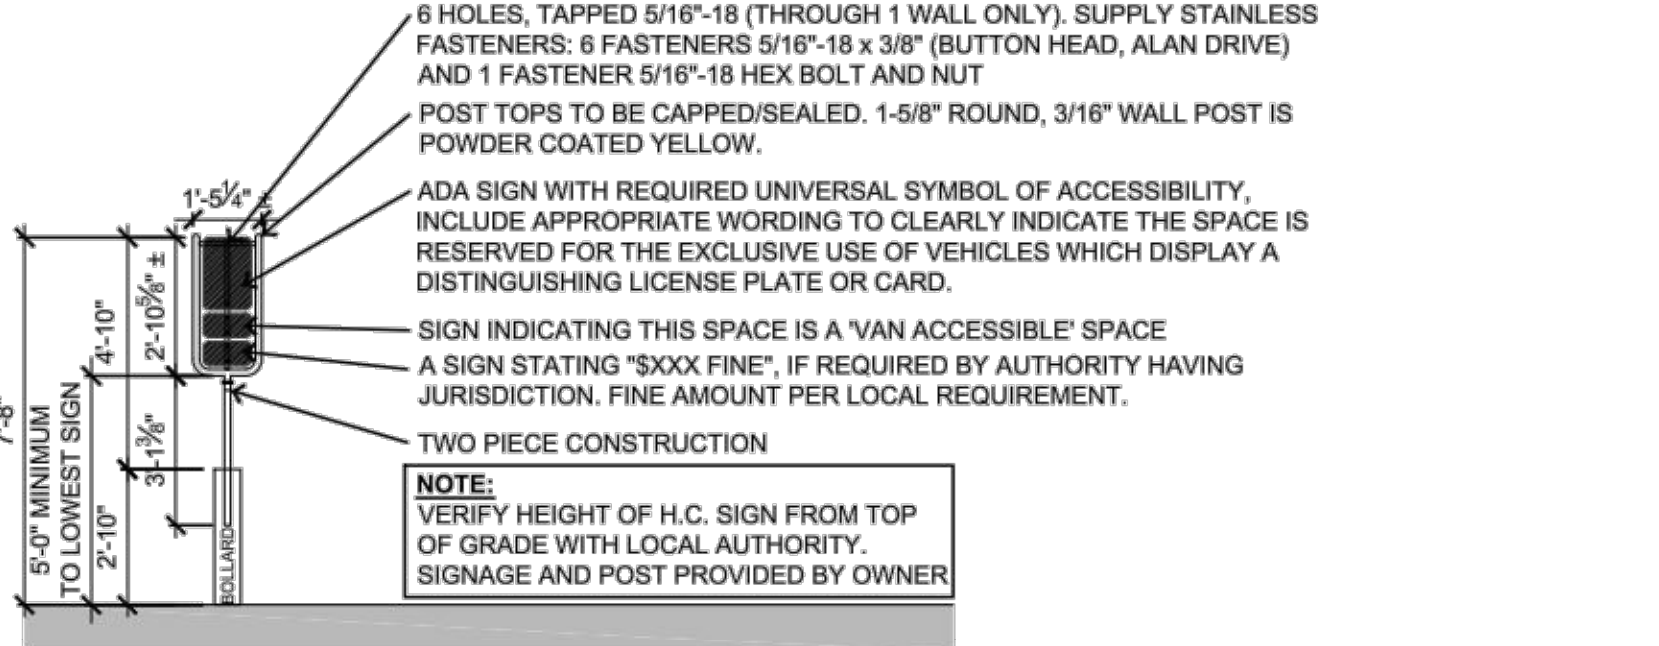 6 HOLES, TAPPED 5/16"-18 (THROUGH 1 WALL ONLY). SUPPLY STAINLESS
FASTENERS: 6 FASTENERS 5/16"-18 x 3/8" (BUTTON HEAD, ALAN DRIVE)
AND 1 FASTENER 5/16"-18 HEX BOLT AND NUT
POST TOPS TO BE CAPPED/SEALED. 1-5/8" ROUND, 3/16" WALL POST IS
POWDER COATED YELLOW.
ADA SIGN WITH REQUIRED UNIVERSAL SYMBOL OF ACCESSIBILITY,
INCLUDE APPROPRIATE WORDING TO CLEARLY INDICATE THE SPACE IS
RESERVED FOR THE EXCLUSIVE USE OF VEHICLES WHICH DISPLAY A
DISTINGUISHING LICENSE PLATE OR CARD.
SIGN INDICATING THIS SPACE IS A 'VAN ACCESSIBLE' SPACE
A SIGN STATING "$XXX FINE", IF REQUIRED BY AUTHORITY HAVING
JURISDICTION. FINE AMOUNT PER LOCAL REQUIREMENT.
TWO PIECE CONSTRUCTION
NOTE:
VERIFY HEIGHT OF H.C. SIGN FROM TOP
OF GRADE WITH LOCAL AUTHORITY.
SIGNAGE AND POST PROVIDED BY OWNER
1'-5¼" ±
5'-0" MINIMUM
TO LOWEST SIGN
4'-10"
2'-10"
2'-10⅝" ±
3'-1⅜"
BOLLARD